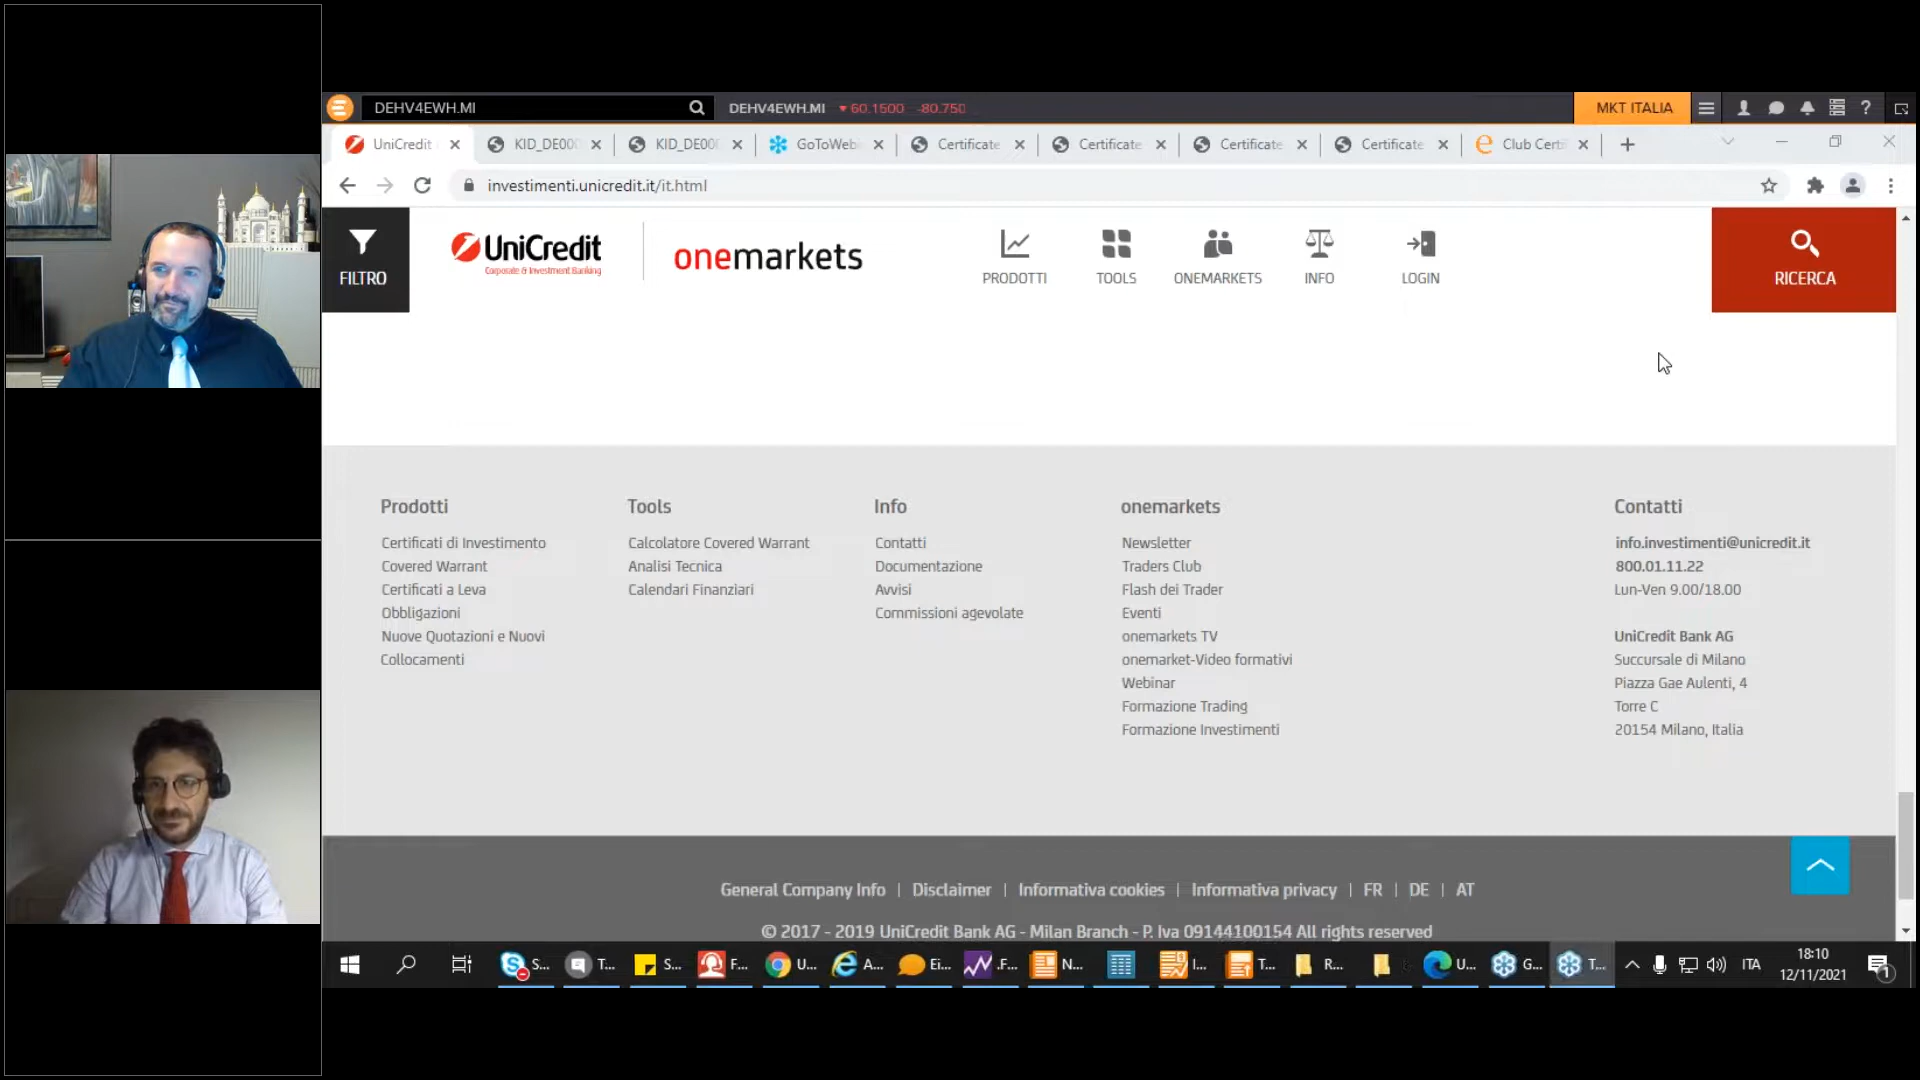 DEHV4EWH.MI
DEHV4EWH.MI ▾ 60.1500 -80.750
MKT ITALIA
?
UniCredit
KID_DE000
KID_DE000
GoToWeb
Certificate
Certificate
Certificate
Certificate
Club Certi
investimenti.unicredit.it/it.html
FILTRO
UniCredit
Corporate & Investment Banking
onemarkets
PRODOTTI
TOOLS
ONEMARKETS
INFO
LOGIN
RICERCA
Prodotti
Certificati di Investimento
Covered Warrant
Certificati a Leva
Obbligazioni
Nuove Quotazioni e Nuovi
Collocamenti
Tools
Calcolatore Covered Warrant
Analisi Tecnica
Calendari Finanziari
Info
Contatti
Documentazione
Avvisi
Commissioni agevolate
onemarkets
Newsletter
Traders Club
Flash dei Trader
Eventi
onemarkets TV
onemarket-Video formativi
Webinar
Formazione Trading
Formazione Investimenti
Contatti
info.investimenti@unicredit.it
800.01.11.22
Lun-Ven 9.00/18.00
UniCredit Bank AG
Succursale di Milano
Piazza Gae Aulenti, 4
Torre C
20154 Milano, Italia
General Company Info | Disclaimer | Informativa cookies | Informativa privacy | FR | DE | AT
© 2017 - 2019 UniCredit Bank AG - Milan Branch - P. Iva 09144100154 All rights reserved
S...
T...
S...
F...
U...
A...
Ei...
.F...
N...
I...
T...
R...
U...
G...
T...
ITA
18:10
12/11/2021
1